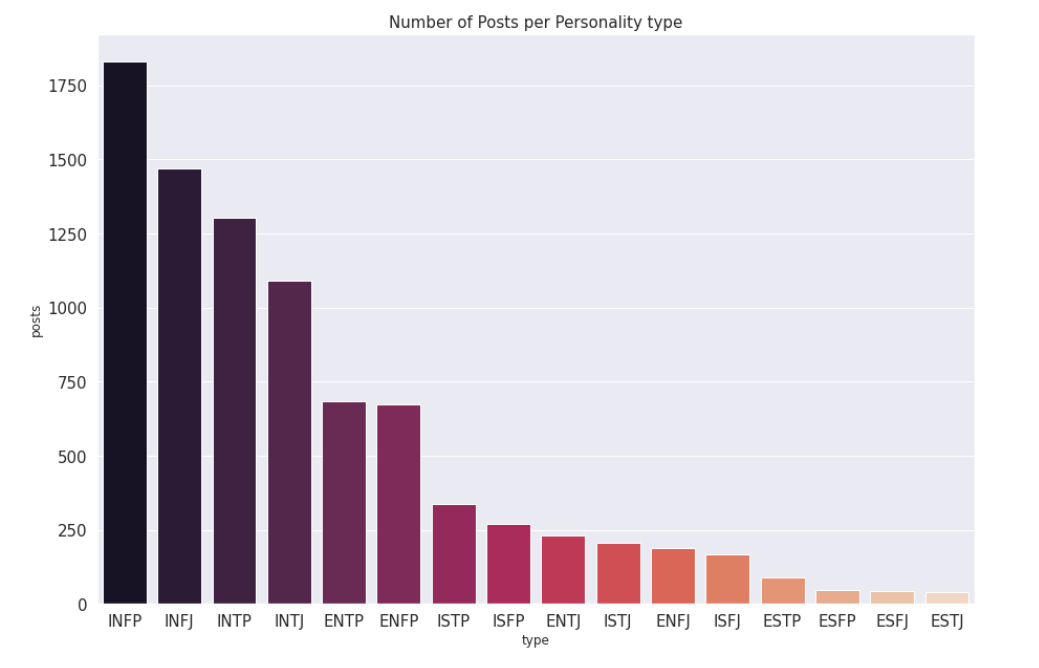 Number of Posts per Personality type
1750
1500
1250
1000
posts
750
500
250
0
INFP INFJ INTP INTJ ENTP ENFP ISTP ISFP ENTJ ISTJ ENFJ ISFJ ESTP ESFP ESFJ ESTJ
type